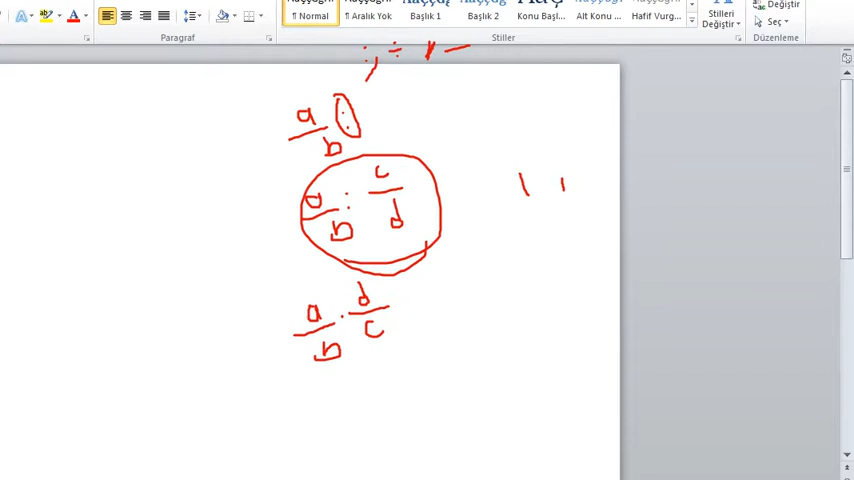 Değiştir
¶ Normal ¶ Aralık Yok Başlık 1 Başlık 2 Konu Başl... Alt Konu ... Hafif Vurg... Stilleri Değiştir Seç
Paragraf Stiller Düzenleme
: ÷ / —
a/b :
a/b : c/d
a/b · d/c